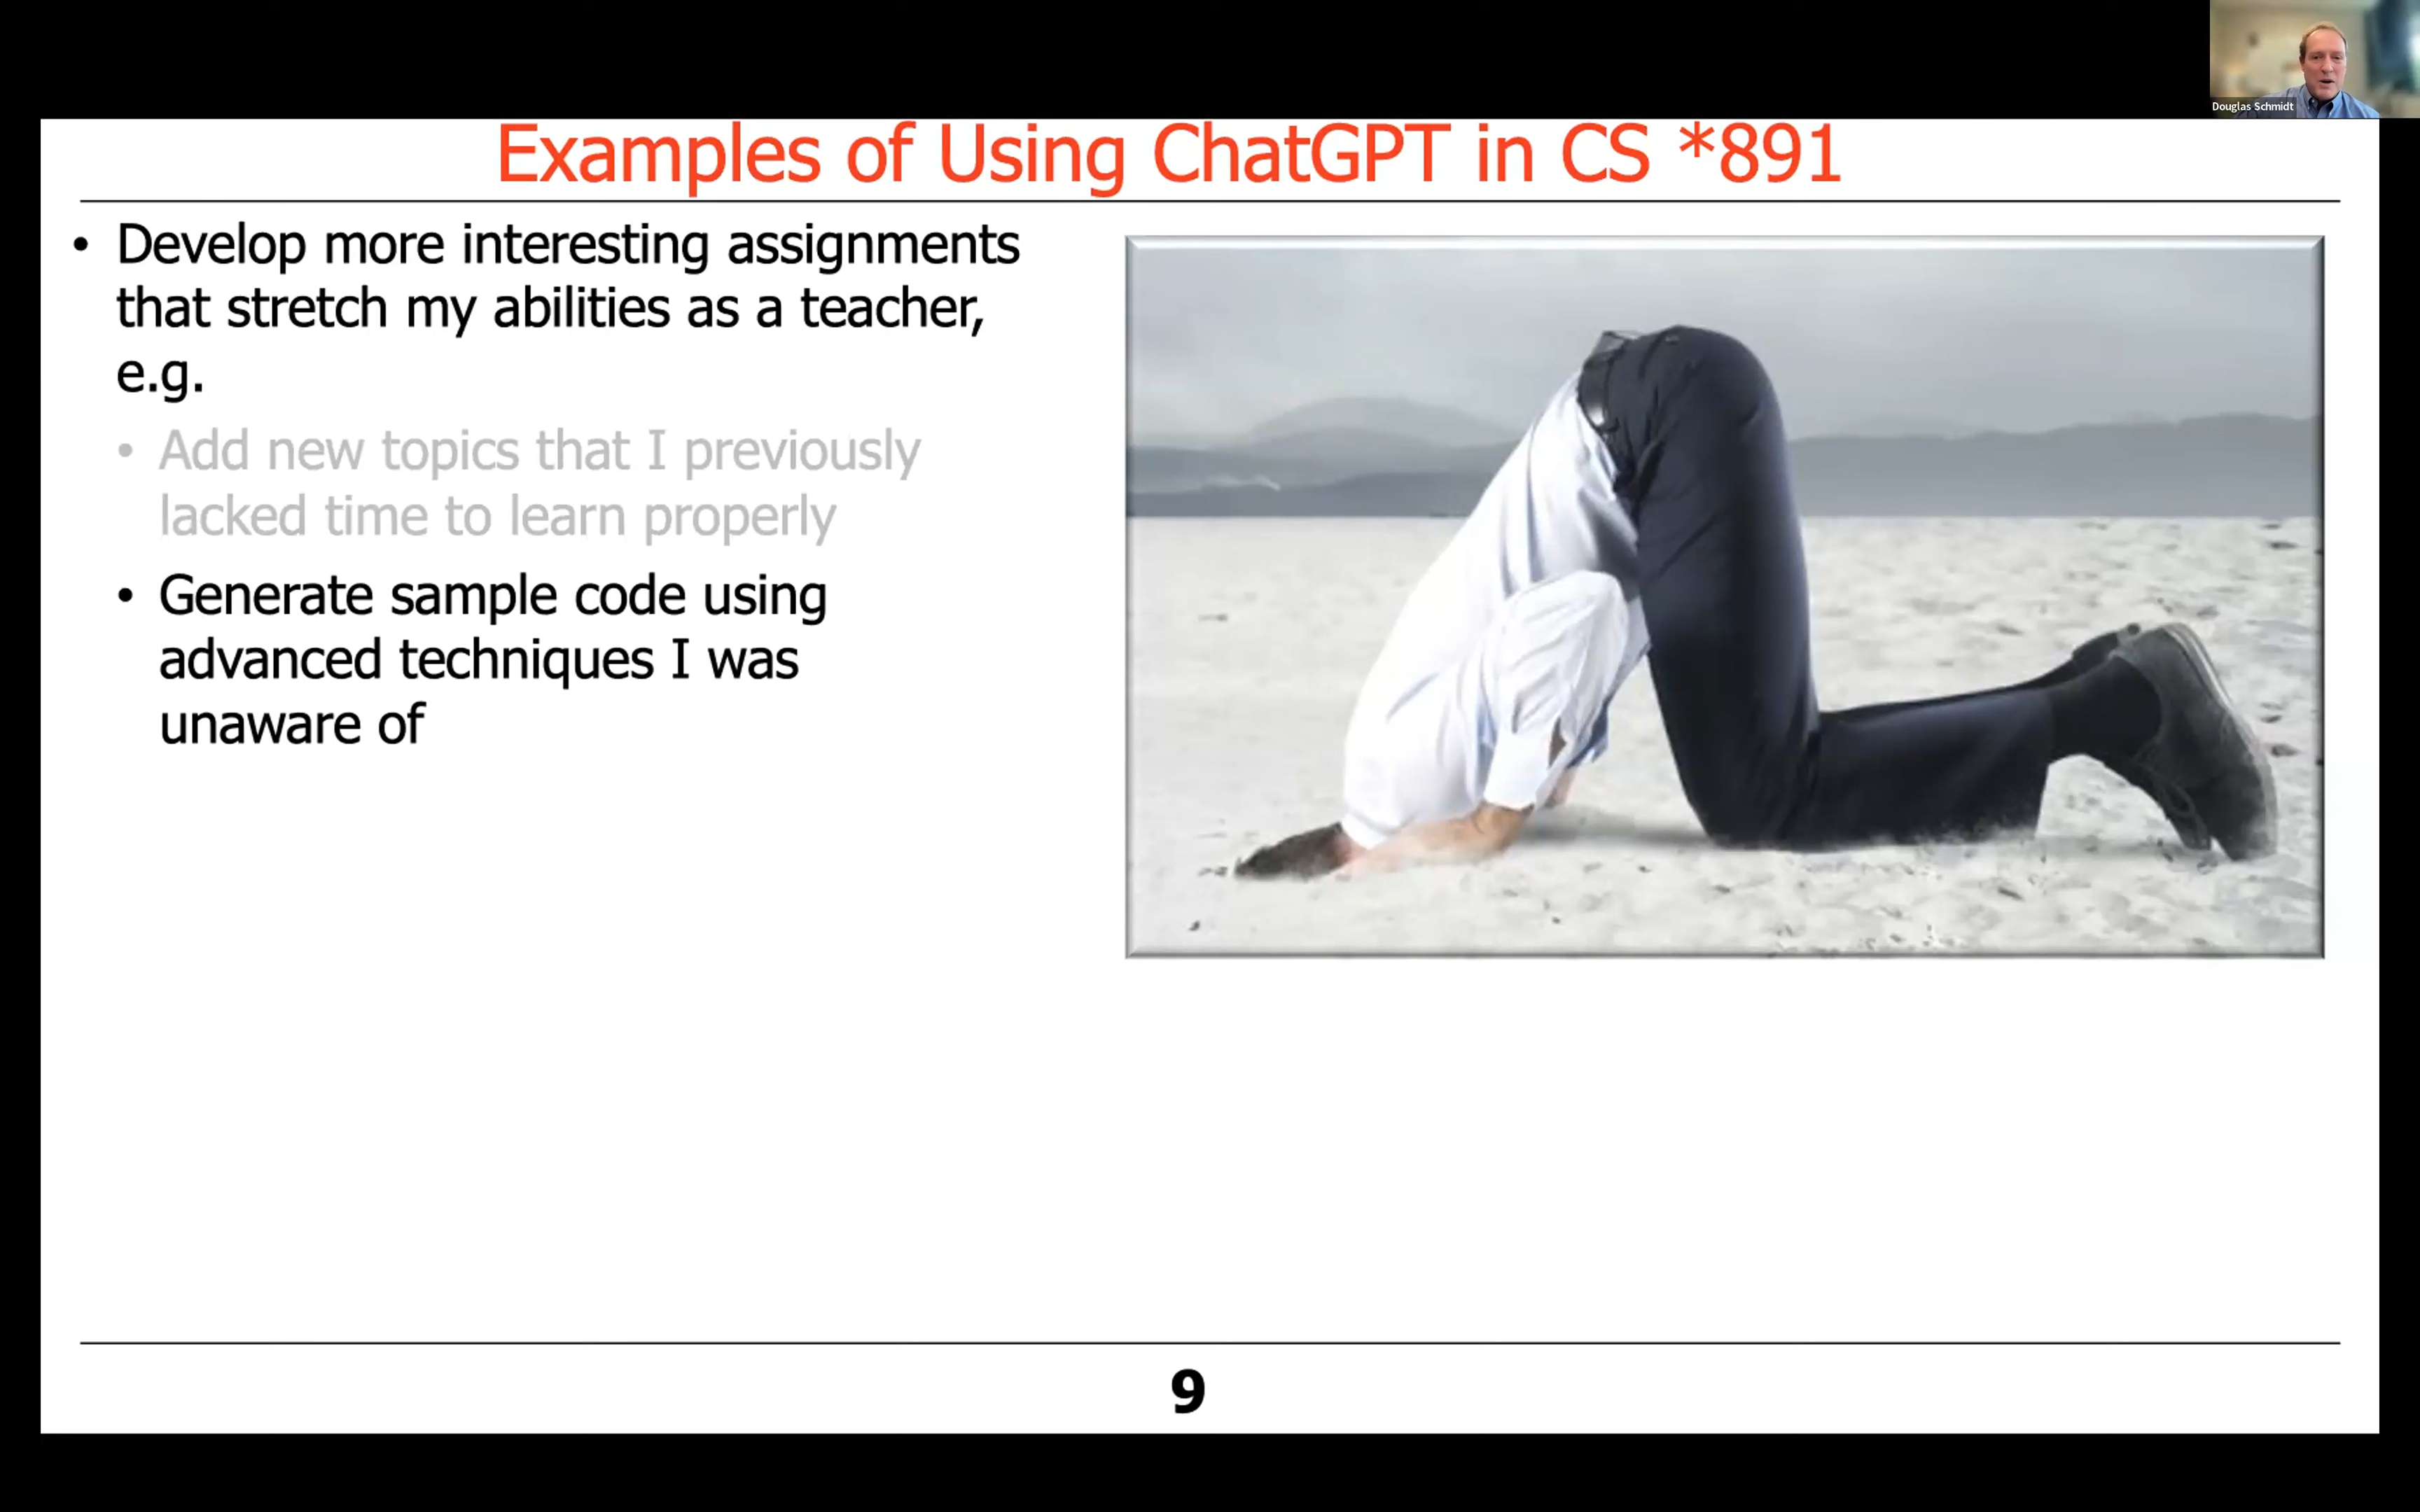 Douglas Schmidt
Examples of Using ChatGPT in CS *891
• Develop more interesting assignments
that stretch my abilities as a teacher,
e.g.
• Add new topics that I previously
lacked time to learn properly
• Generate sample code using
advanced techniques I was
unaware of
9